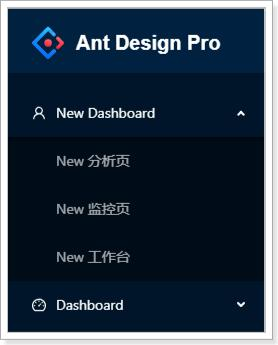 Ant Design Pro
New Dashboard
New 分析页
New 监控页
New 工作台
Dashboard